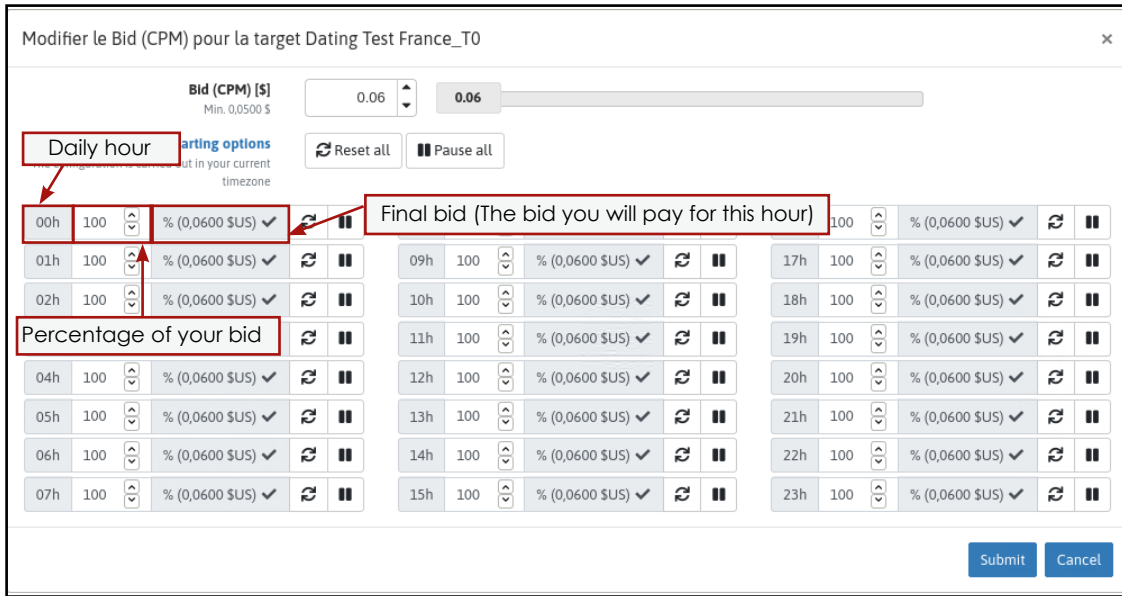 Modifier le Bid (CPM) pour la target Dating Test France_T0 ×
Bid (CPM) [$] 0.06 0.06
Min. 0,0500 $
Daily hour arting options Reset all Pause all
out in your current
timezone
00h 100 % (0,0600 $US) Final bid (The bid you will pay for this hour) 100 % (0,0600 $US)
01h 100 % (0,0600 $US) 09h 100 % (0,0600 $US) 17h 100 % (0,0600 $US)
02h 100 % (0,0600 $US) 10h 100 % (0,0600 $US) 18h 100 % (0,0600 $US)
Percentage of your bid 11h 100 % (0,0600 $US) 19h 100 % (0,0600 $US)
04h 100 % (0,0600 $US) 12h 100 % (0,0600 $US) 20h 100 % (0,0600 $US)
05h 100 % (0,0600 $US) 13h 100 % (0,0600 $US) 21h 100 % (0,0600 $US)
06h 100 % (0,0600 $US) 14h 100 % (0,0600 $US) 22h 100 % (0,0600 $US)
07h 100 % (0,0600 $US) 15h 100 % (0,0600 $US) 23h 100 % (0,0600 $US)
Submit Cancel